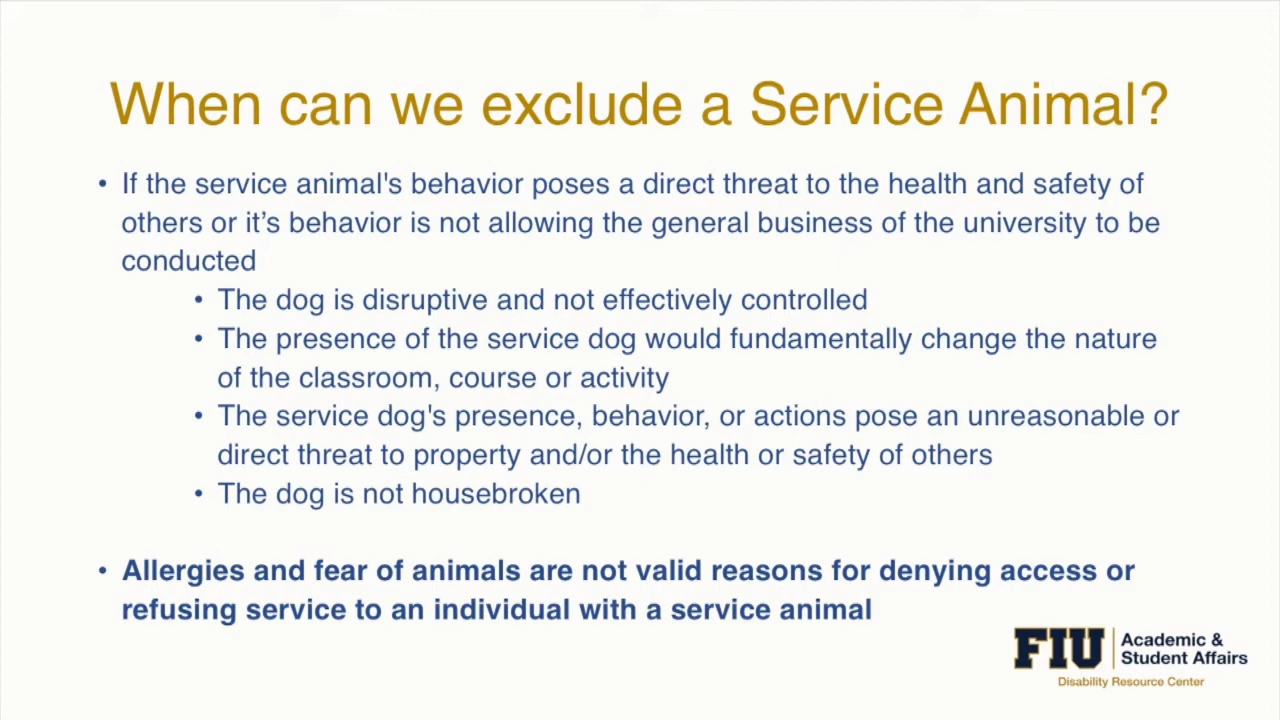 When can we exclude a Service Animal?
• If the service animal's behavior poses a direct threat to the health and safety of
others or it’s behavior is not allowing the general business of the university to be
conducted
• The dog is disruptive and not effectively controlled
• The presence of the service dog would fundamentally change the nature
of the classroom, course or activity
• The service dog's presence, behavior, or actions pose an unreasonable or
direct threat to property and/or the health or safety of others
• The dog is not housebroken
• Allergies and fear of animals are not valid reasons for denying access or
refusing service to an individual with a service animal
FIU
Academic &
Student Affairs
Disability Resource Center